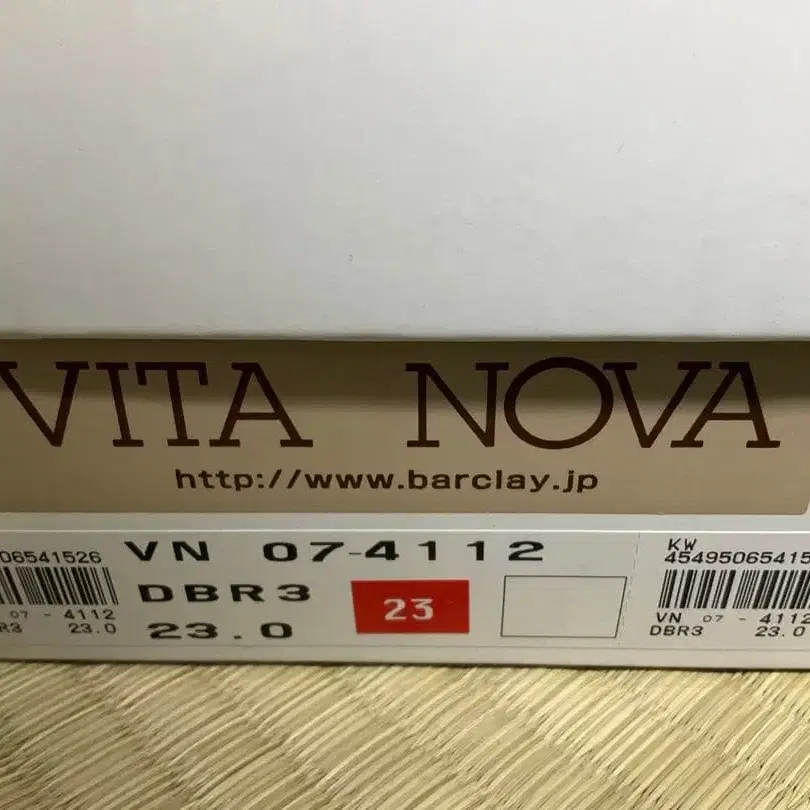 VITA NOVA
http://www.barclay.jp
VN 07-4112
DBR3
23.0
23
06541526
07 - 4112
R3 23.0
KW
45495065415
VN 07 - 4112
DBR3 23.0